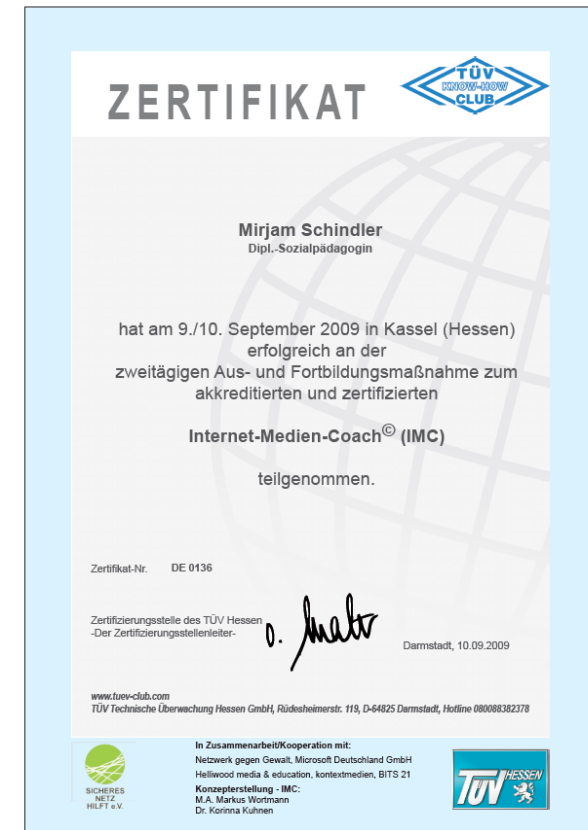 ZERTIFIKAT
TÜV
KNOW-HOW
CLUB
Mirjam Schindler
Dipl.-Sozialpädagogin
hat am 9./10. September 2009 in Kassel (Hessen)
erfolgreich an der
zweitägigen Aus- und Fortbildungsmaßnahme zum
akkreditierten und zertifizierten
Internet-Medien-Coach© (IMC)
teilgenommen.
Zertifikat-Nr. DE 0136
Zertifizierungsstelle des TÜV Hessen
-Der Zertifizierungsstellenleiter-
Darmstadt, 10.09.2009
www.tuev-club.com
TÜV Technische Überwachung Hessen GmbH, Rüdesheimerstr. 119, D-64825 Darmstadt, Hotline 080088382378
SICHERES
NETZ
HILFT e.V.
In Zusammenarbeit/Kooperation mit:
Netzwerk gegen Gewalt, Microsoft Deutschland GmbH
Helliwood media & education, kontextmedien, BITS 21
Konzepterstellung - IMC:
M.A. Markus Wortmann
Dr. Korinna Kuhnen
TÜV HESSEN